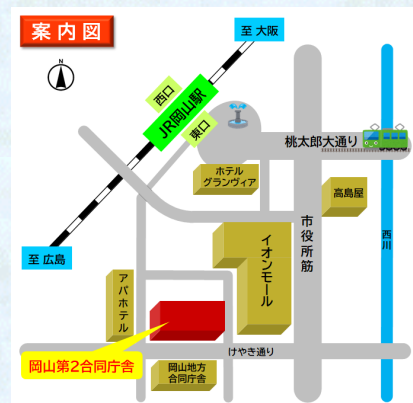 案内図
至 大阪
N
西口
JR岡山駅
東口
桃太郎大通り
ホテル
グランヴィア
高島屋
市役所筋
イオンモール
西川
至 広島
アパホテル
岡山第2合同庁舎
けやき通り
岡山地方
合同庁舎